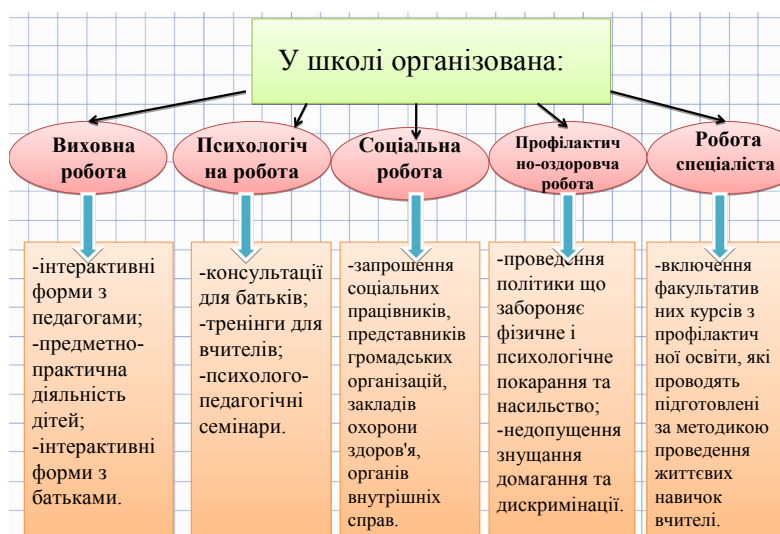 У школі організована:
Виховна
робота
Психологіч
на робота
Соціальна
робота
Профілактич
но-оздоровча
робота
Робота
спеціаліста
-інтерактивні
форми з
педагогами;
-предметно-
практична
діяльність
дітей;
-інтерактивні
форми з
батьками.
-консультації
для батьків;
-тренінги для
вчителів;
-психолого-
педагогічні
семінари.
-запрошення
соціальних
працівників,
представників
громадських
організацій,
закладів
охорони
здоров'я,
органів
внутрішніх
справ.
-проведення
політики що
забороняє
фізичне і
психологічне
покарання та
насильство;
-недопущення
знущання
домагання та
дискримінації.
-включення
факультатив
них курсів з
профілактич
ної освіти, які
проводять
підготовлені
за методикою
проведення
життєвих
навичок
вчителі.